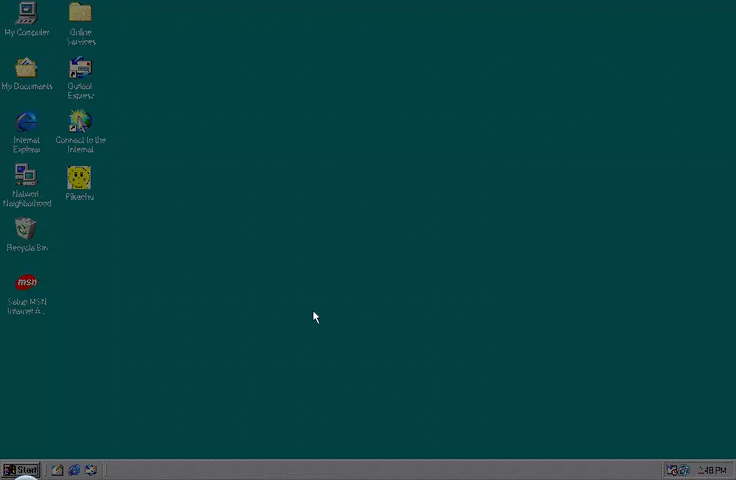 My Computer
Online
Services
My Documents
Outlook
Express
Internet
Explorer
Connect to the
Internet
Network
Neighborhood
Pikachu
Recycle Bin
msn
Setup MSN
Internet A...
Start
:48 PM